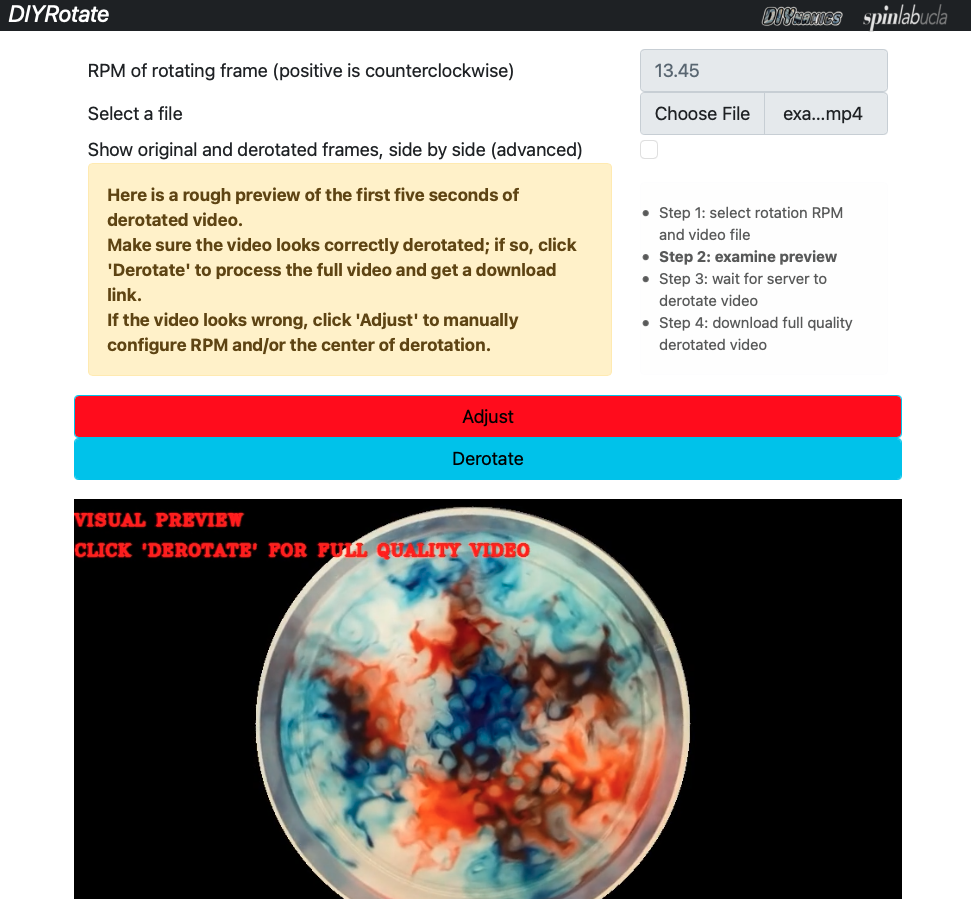 DIYRotate
DIYnamics
spinlabucla
RPM of rotating frame (positive is counterclockwise)
13.45
Select a file
Choose File
exa...mp4
Show original and derotated frames, side by side (advanced)
Here is a rough preview of the first five seconds of
derotated video.
Make sure the video looks correctly derotated; if so, click
'Derotate' to process the full video and get a download
link.
If the video looks wrong, click 'Adjust' to manually
configure RPM and/or the center of derotation.
Step 1: select rotation RPM
and video file
Step 2: examine preview
Step 3: wait for server to
derotate video
Step 4: download full quality
derotated video
Adjust
Derotate
VISUAL PREVIEW
CLICK 'DEROTATE' FOR FULL QUALITY VIDEO